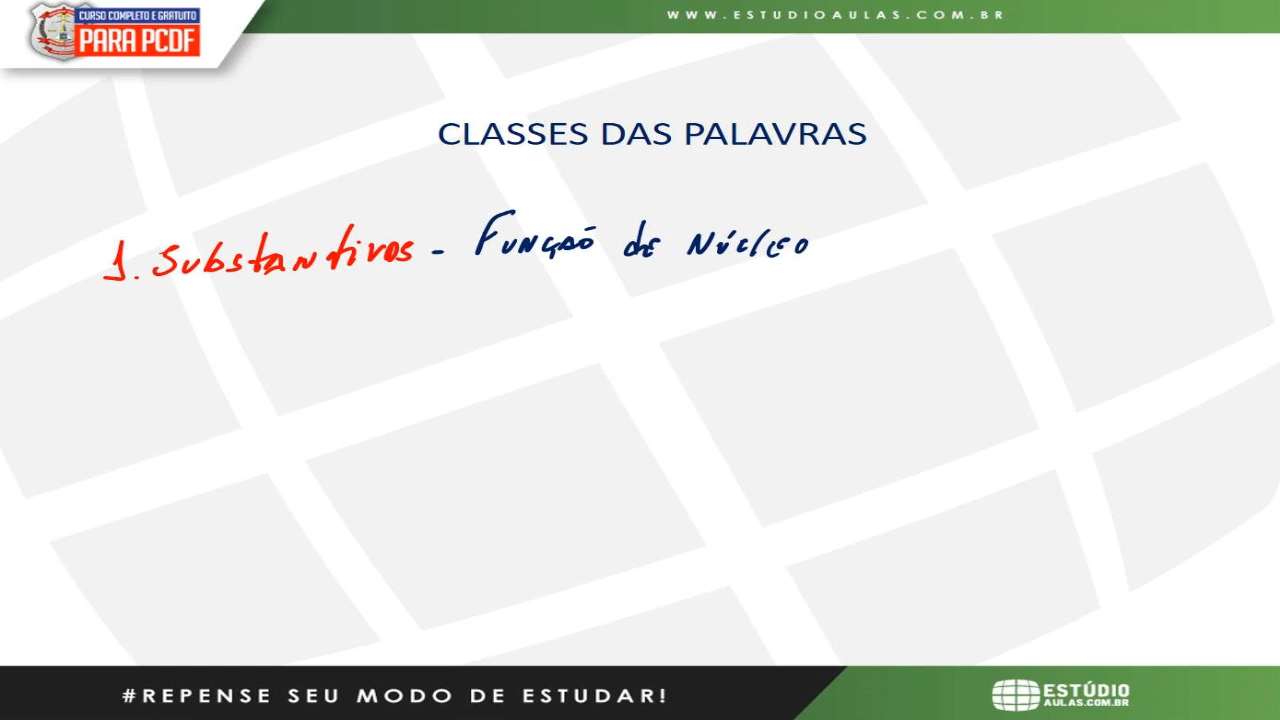 CURSO COMPLETO E GRATUITO
PARA PCDF
WWW.ESTUDIOAULAS.COM.BR
CLASSES DAS PALAVRAS
1. Substantivos - Função de Núcleo
#REPENSE SEU MODO DE ESTUDAR!
ESTÚDIO
AULAS.COM.BR